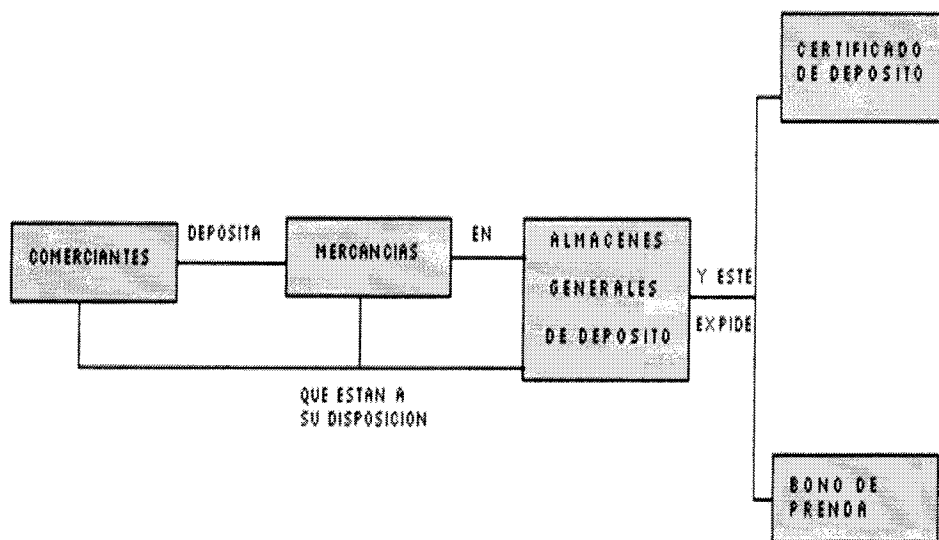 CERTIFICADO
DE DEPOSITO
COMERCIANTES
DEPOSITA
MERCANCIAS
EN
ALMACENES
GENERALES
DE DEPOSITO
Y ESTE
EXPIDE
QUE ESTAN A
SU DISPOSICION
BONO DE
PRENDA